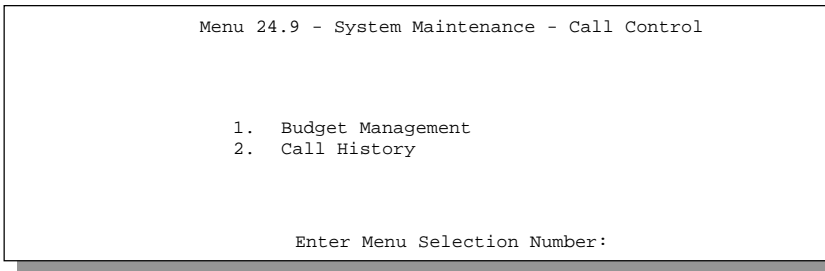 Menu 24.9 - System Maintenance - Call Control
1. Budget Management
2. Call History
Enter Menu Selection Number: